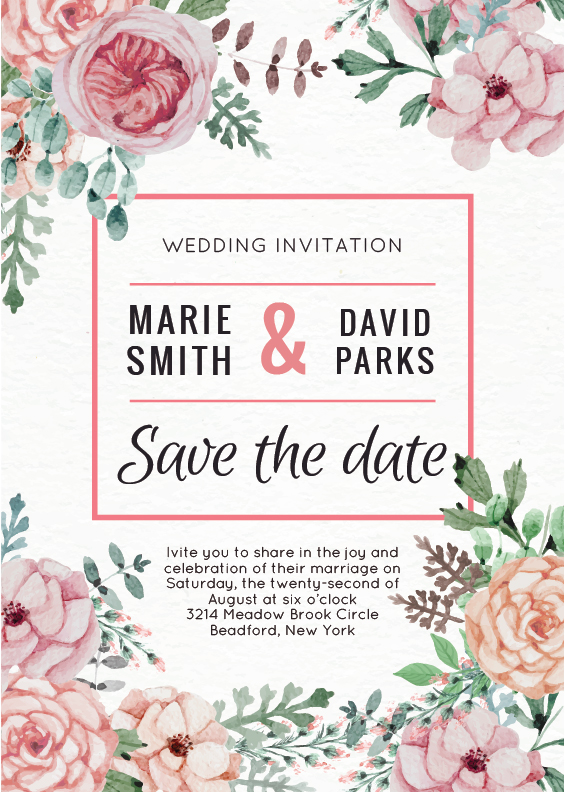 WEDDING INVITATION
MARIE
SMITH
&
DAVID
PARKS
Save the date
Ivite you to share in the joy and
celebration of their marriage on
Saturday, the twenty-second of
August at six o'clock
3214 Meadow Brook Circle
Beadford, New York